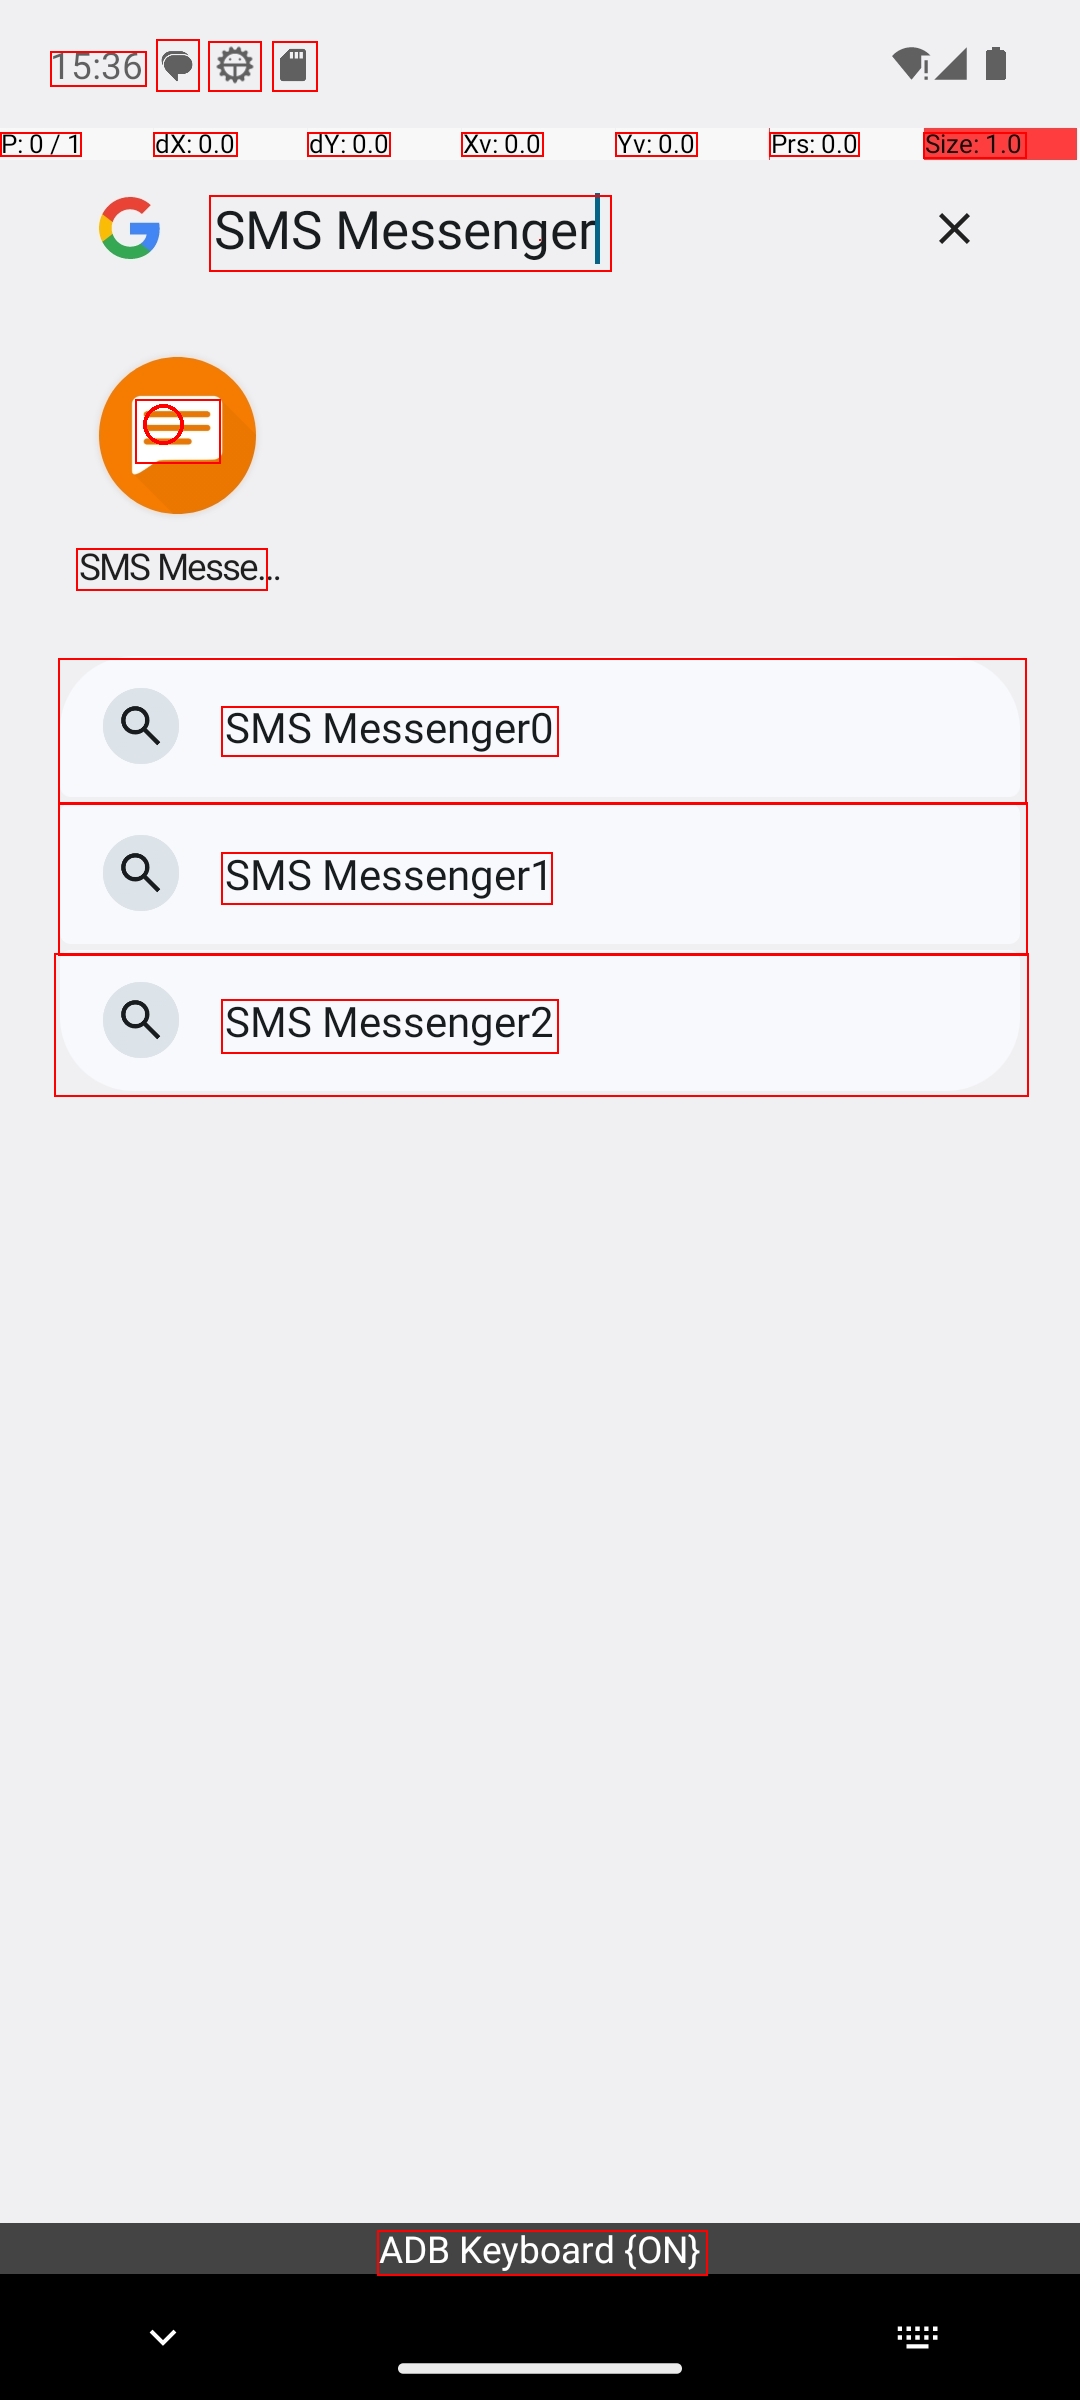 15:36
P: 0 / 1 dX: 0.0 dY: 0.0 Xv: 0.0 Yv: 0.0 Prs: 0.0 Size: 1.0
SMS Messenger
SMS Messe...
SMS Messenger0
SMS Messenger1
SMS Messenger2
ADB Keyboard {ON}